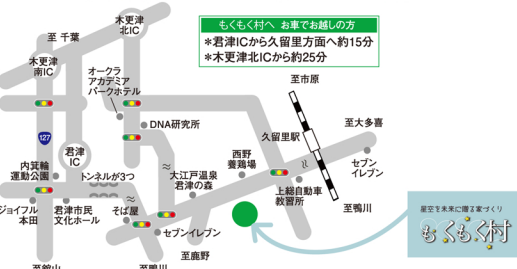 もくもく村へ お車でお越しの方
＊君津ICから久留里方面へ約15分
＊木更津北ICから約25分
木更津
北IC
至 千葉
木更津
南IC
オークラ
アカデミア
パークホテル
DNA研究所
127
君津
IC
内箕輪
運動公園
トンネルが3つ
ジョイフル
本田
君津市民
文化ホール
そば屋
大江戸温泉
君津の森
セブンイレブン
西野
養鶏場
久留里駅
至市原
至大多喜
セブン
イレブン
上総自動車
教習所
至鴨川
至館山
至鴨川
至鹿野
星空を未来に贈る家づくり
もくもく村